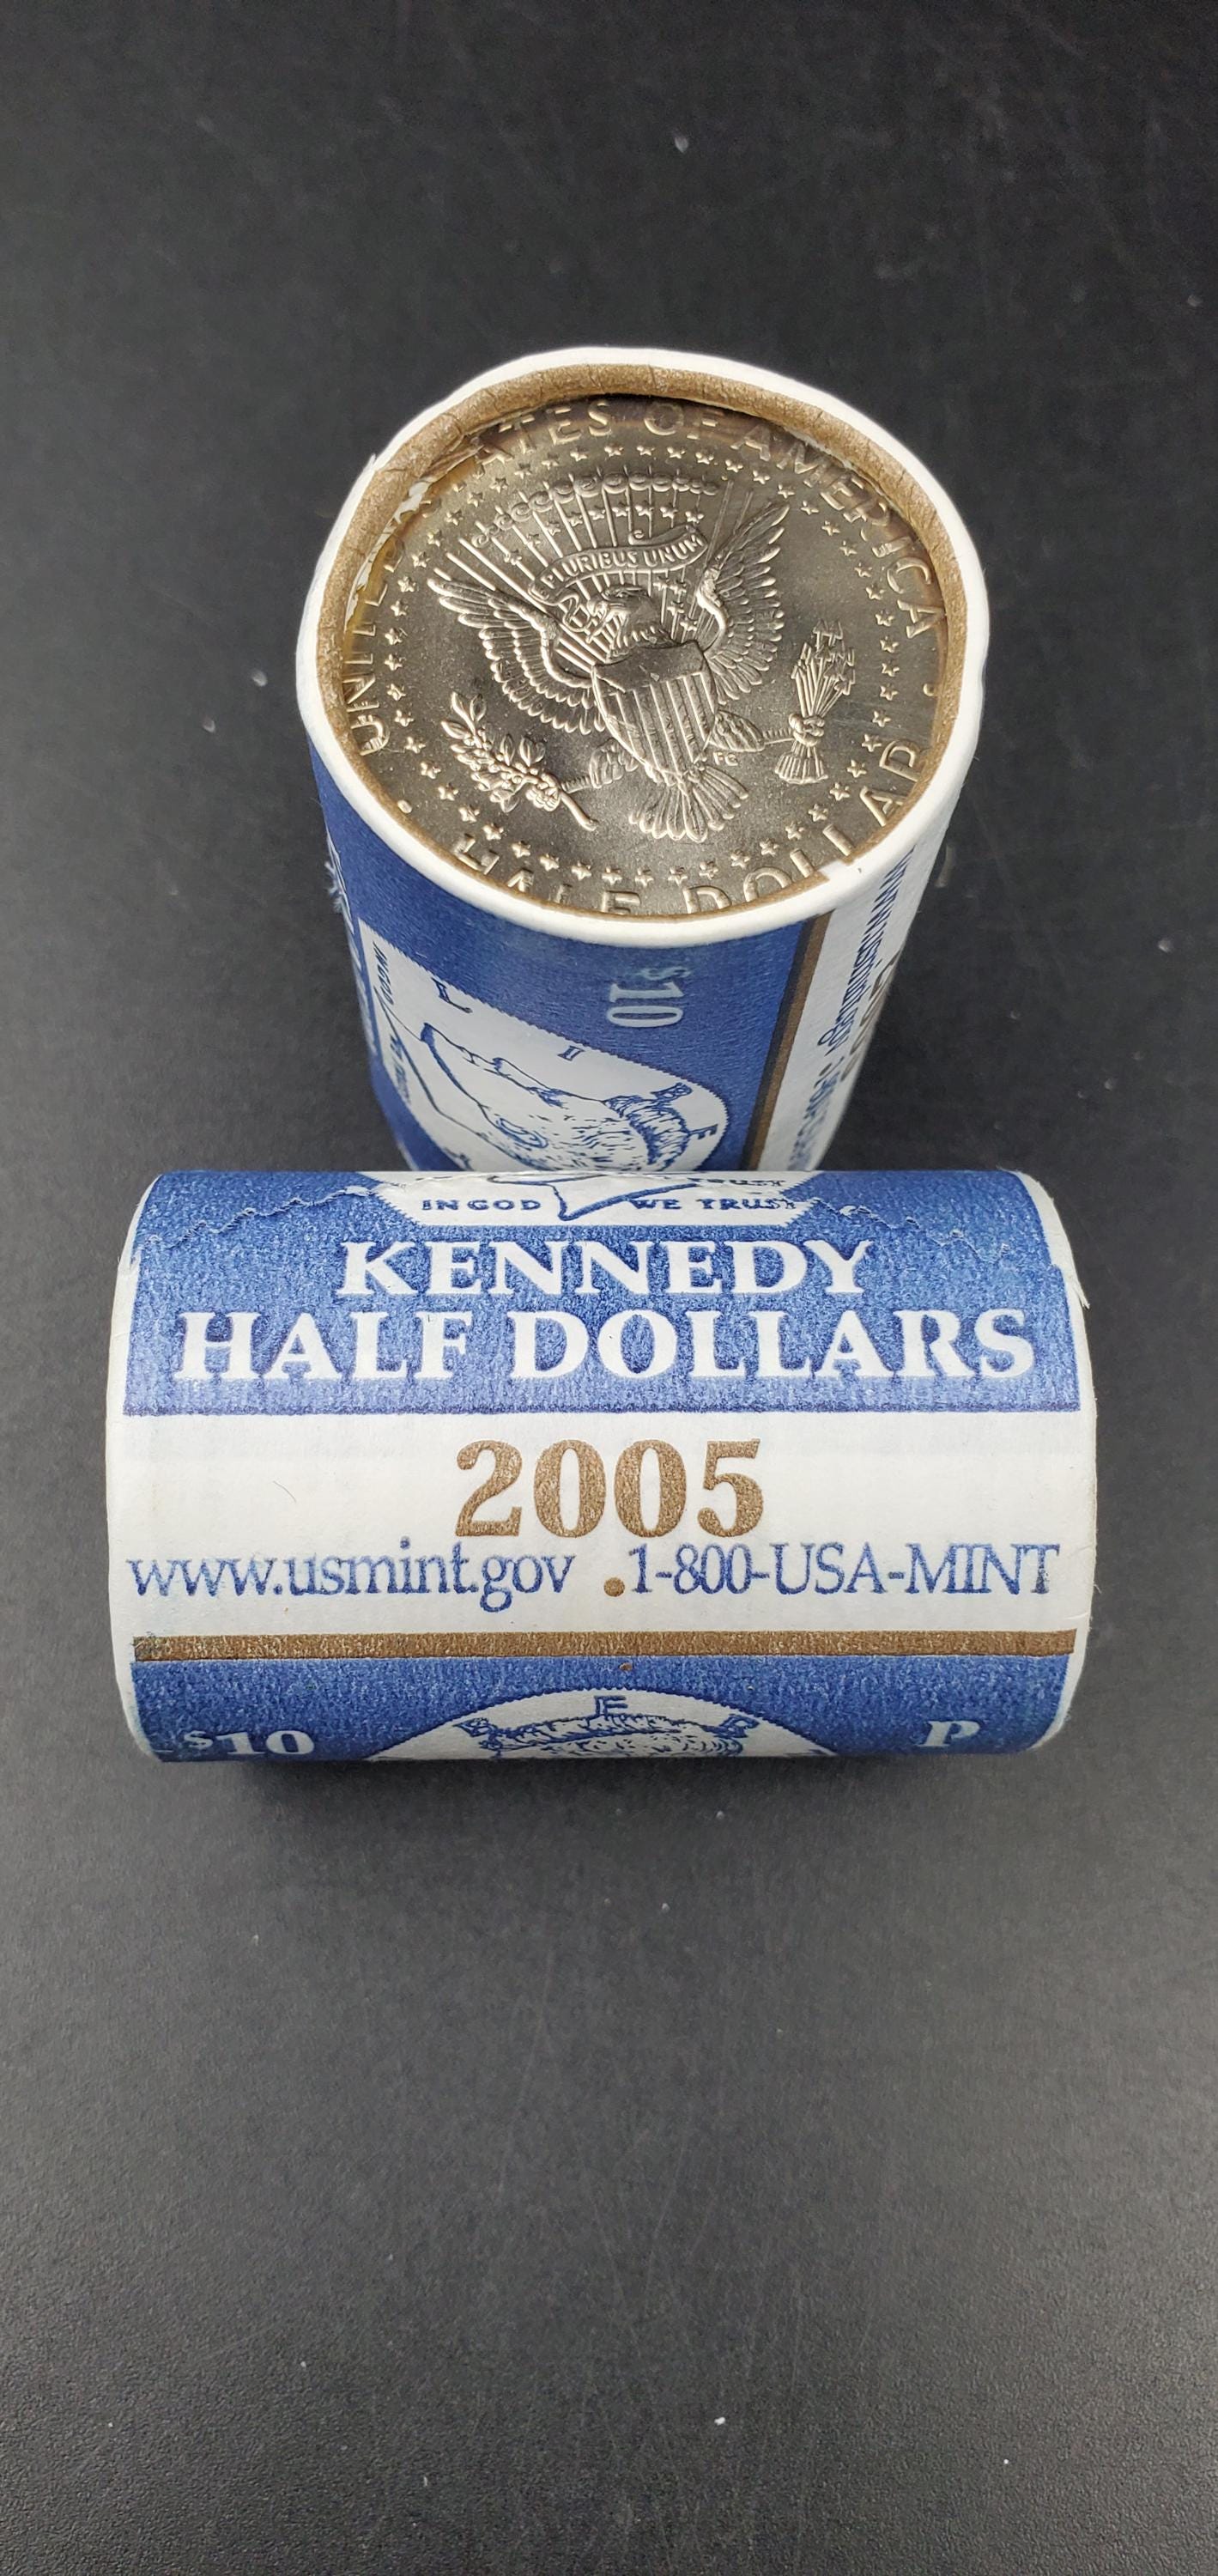 UNITED STATES OF AMERICA
E
PLURIBUS UNUM
FG
HALF DOLLAR
$10
L I B E
IN GOD WE TRUST
KENNEDY
HALF DOLLARS
2005
www.usmint.gov • 1-800-USA-MINT
$10
B E R
P